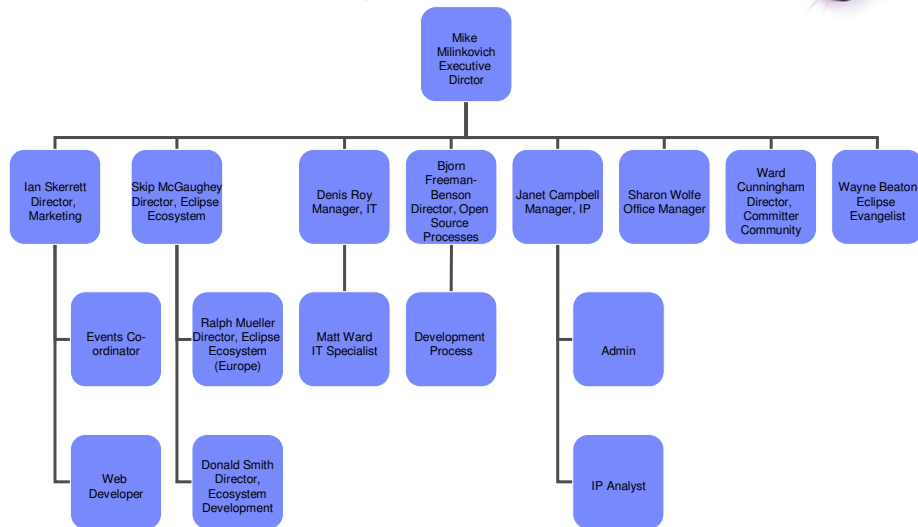 Mike
Milinkovich
Executive
Dirctor
Ian Skerrett
Director,
Marketing
Skip McGaughey
Director, Eclipse
Ecosystem
Denis Roy
Manager, IT
Bjorn
Freeman-
Benson
Director, Open
Source
Processes
Janet Campbell
Manager, IP
Sharon Wolfe
Office Manager
Ward
Cunningham
Director,
Committer
Community
Wayne Beaton
Eclipse
Evangelist
Events Co-
ordinator
Ralph Mueller
Director, Eclipse
Ecosystem
(Europe)
Matt Ward
IT Specialist
Development
Process
Admin
Web
Developer
Donald Smith
Director,
Ecosystem
Development
IP Analyst